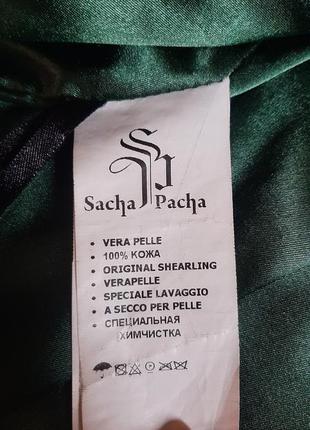 Sacha Pacha
• VERA PELLE
• 100% КОЖА
• ORIGINAL SHEARLING
VERAPELLE
• SPECIALE LAVAGGIO
• A SECCO PER PELLE
• СПЕЦИАЛЬНАЯ
ХИМЧИСТКА